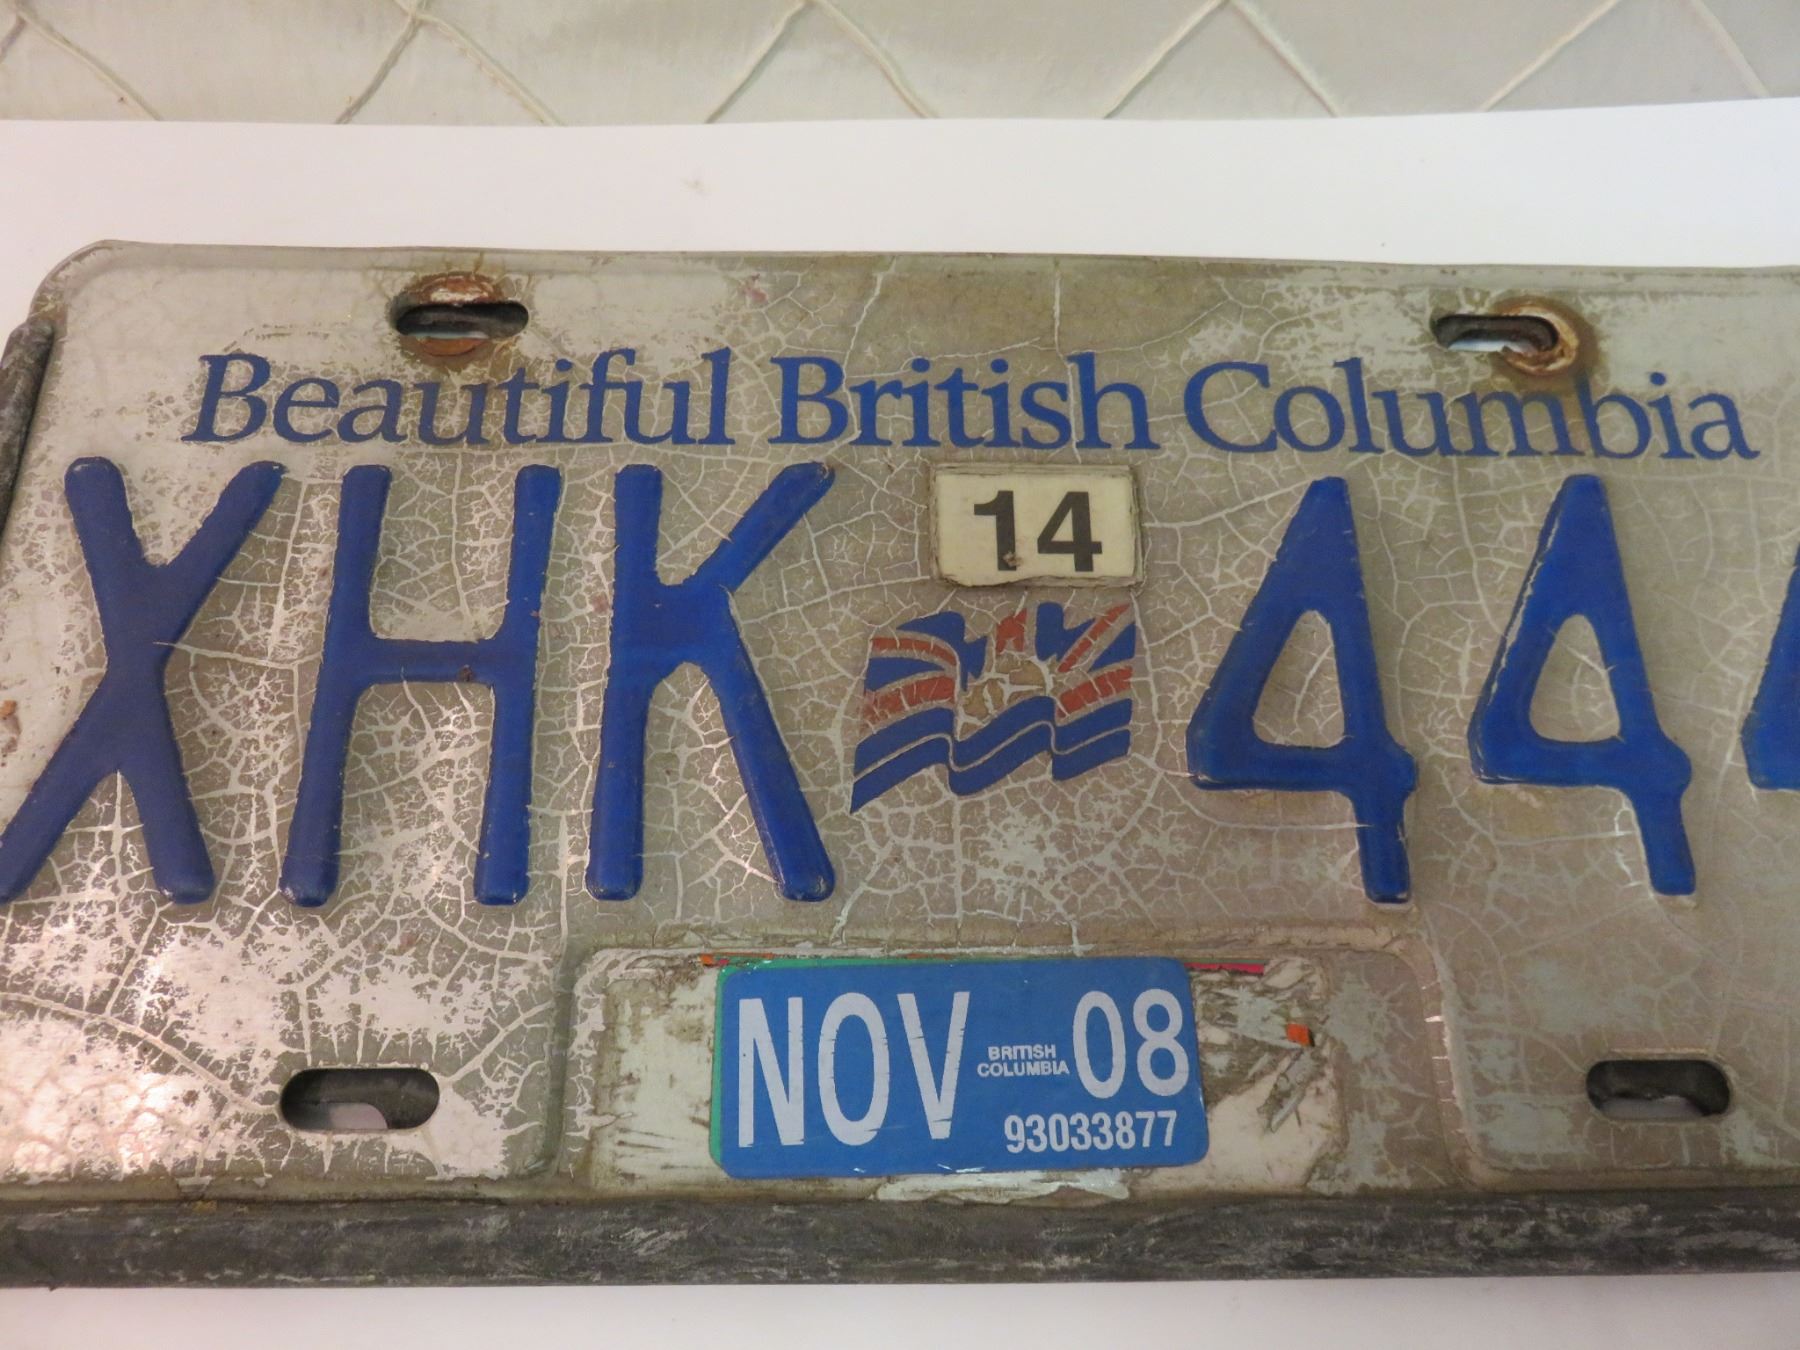 Beautiful British Columbia
14
XHK 44
NOV BRITISH COLUMBIA 08
93033877